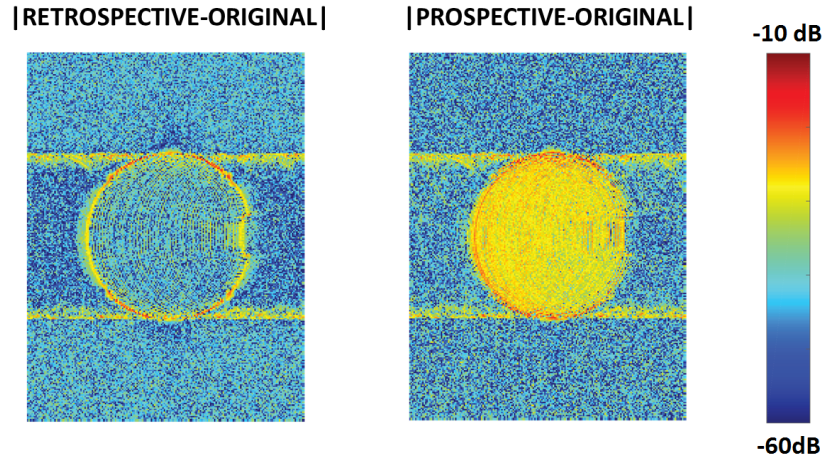 |RETROSPECTIVE-ORIGINAL|
|PROSPECTIVE-ORIGINAL|
-10 dB
-60dB